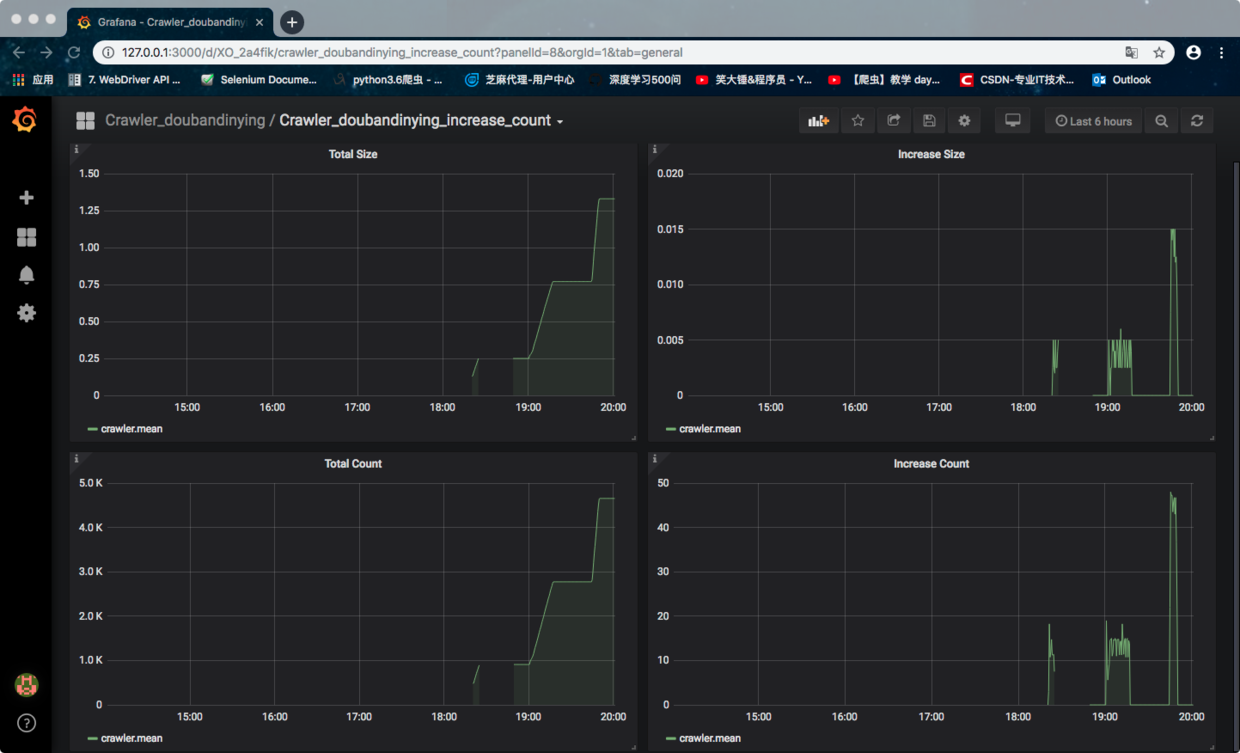 Grafana - Crawler_doubandiny
127.0.0.1:3000/d/XO_2a4fik/crawler_doubandinying_increase_count?panelId=8&orgId=1&tab=general
应用 7. WebDriver API ... Selenium Docume... python3.6爬虫 - ... 芝麻代理-用户中心 深度学习500问 笑大锤&程序员 - Y... 【爬虫】教学 day... CSDN-专业IT技术... Outlook
Crawler_doubandinying / Crawler_doubandinying_increase_count
Last 6 hours
Total Size
1.50
1.25
1.00
0.75
0.50
0.25
0
15:00 16:00 17:00 18:00 19:00 20:00
crawler.mean
Increase Size
0.020
0.015
0.010
0.005
0
15:00 16:00 17:00 18:00 19:00 20:00
crawler.mean
Total Count
5.0 K
4.0 K
3.0 K
2.0 K
1.0 K
0
15:00 16:00 17:00 18:00 19:00 20:00
crawler.mean
Increase Count
50
40
30
20
10
0
15:00 16:00 17:00 18:00 19:00 20:00
crawler.mean